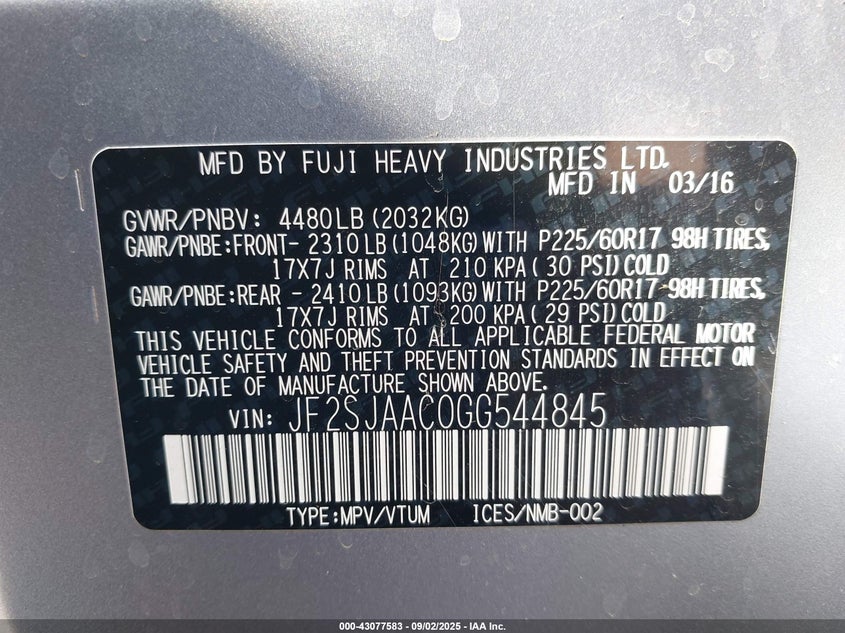 MFD BY FUJI HEAVY INDUSTRIES LTD.
MFD IN 03/16
GVWR/PNBV: 4480LB (2032KG)
GAWR/PNBE:FRONT- 2310LB (1048KG) WITH P225/60R17 98H TIRES,
17X7J RIMS AT 210 KPA ( 30 PSI) COLD
GAWR/PNBE:REAR - 2410LB (1093KG) WITH P225/60R17 98H TIRES,
17X7J RIMS AT 200 KPA ( 29 PSI) COLD
THIS VEHICLE CONFORMS TO ALL APPLICABLE FEDERAL MOTOR
VEHICLE SAFETY AND THEFT PREVENTION STANDARDS IN EFFECT ON
THE DATE OF MANUFACTURE SHOWN ABOVE.
VIN: JF2SJAAC0GG544845
TYPE:MPV/VTUM ICES/NMB-002
000-43077583 - 09/02/2025 - IAA Inc.